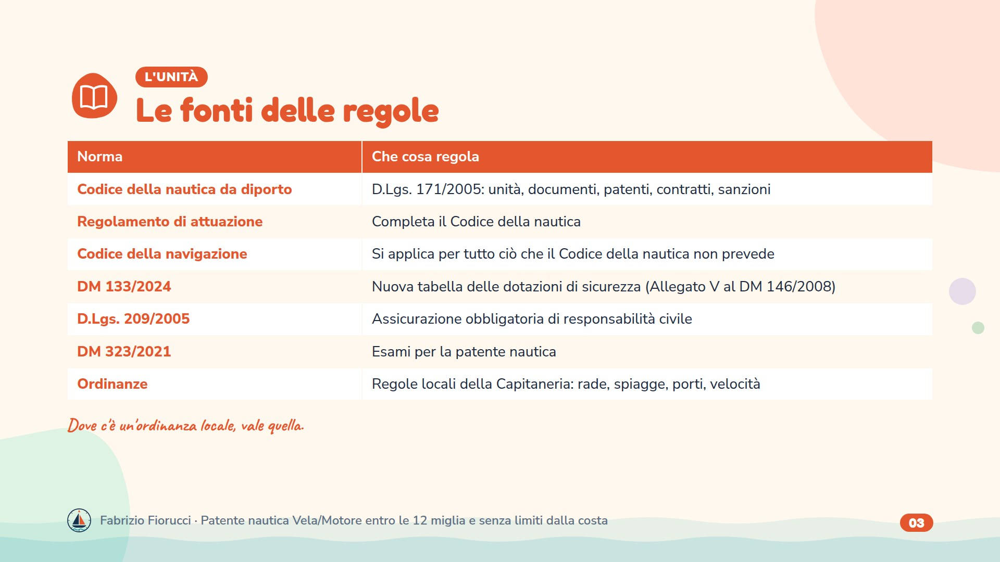 L'UNITÀ
Le fonti delle regole
Norma Che cosa regola
Codice della nautica da diporto D.Lgs. 171/2005: unità, documenti, patenti, contratti, sanzioni
Regolamento di attuazione Completa il Codice della nautica
Codice della navigazione Si applica per tutto ciò che il Codice della nautica non prevede
DM 133/2024 Nuova tabella delle dotazioni di sicurezza (Allegato V al DM 146/2008)
D.Lgs. 209/2005 Assicurazione obbligatoria di responsabilità civile
DM 323/2021 Esami per la patente nautica
Ordinanze Regole locali della Capitaneria: rade, spiagge, porti, velocità
Dove c'è un'ordinanza locale, vale quella.
Fabrizio Fiorucci · Patente nautica Vela/Motore entro le 12 miglia e senza limiti dalla costa
03